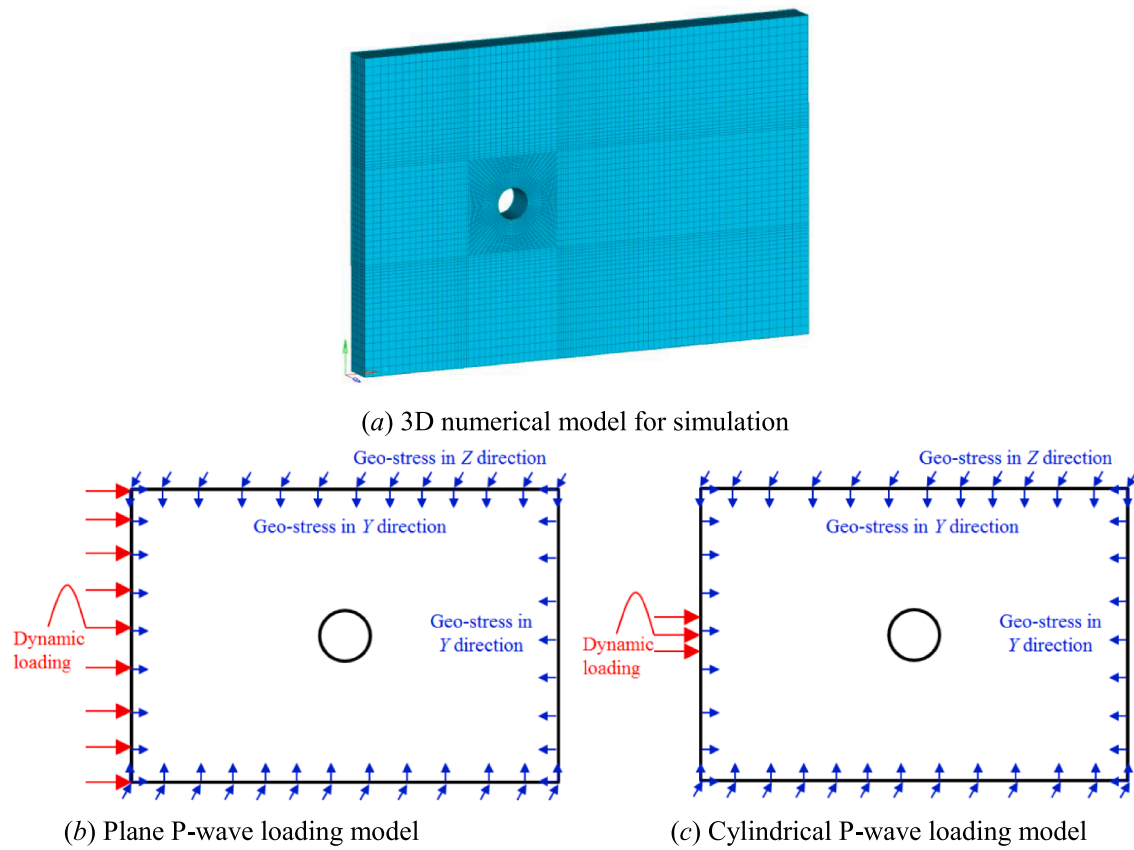 (a) 3D numerical model for simulation
Geo-stress in Z direction
Geo-stress in Y direction
Geo-stress in
Y direction
Dynamic
loading
(b) Plane P-wave loading model
Geo-stress in Z direction
Geo-stress in Y direction
Geo-stress in
Y direction
Dynamic
loading
(c) Cylindrical P-wave loading model